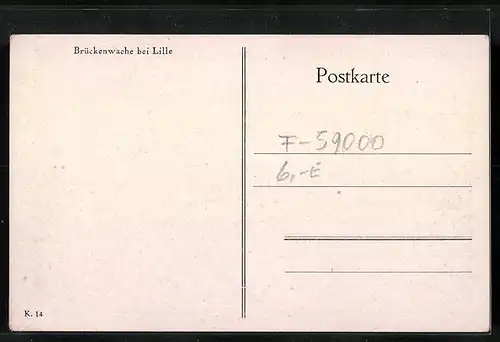 Brückenwache bei Lille
Postkarte
F-59000
6,-E
K. 14